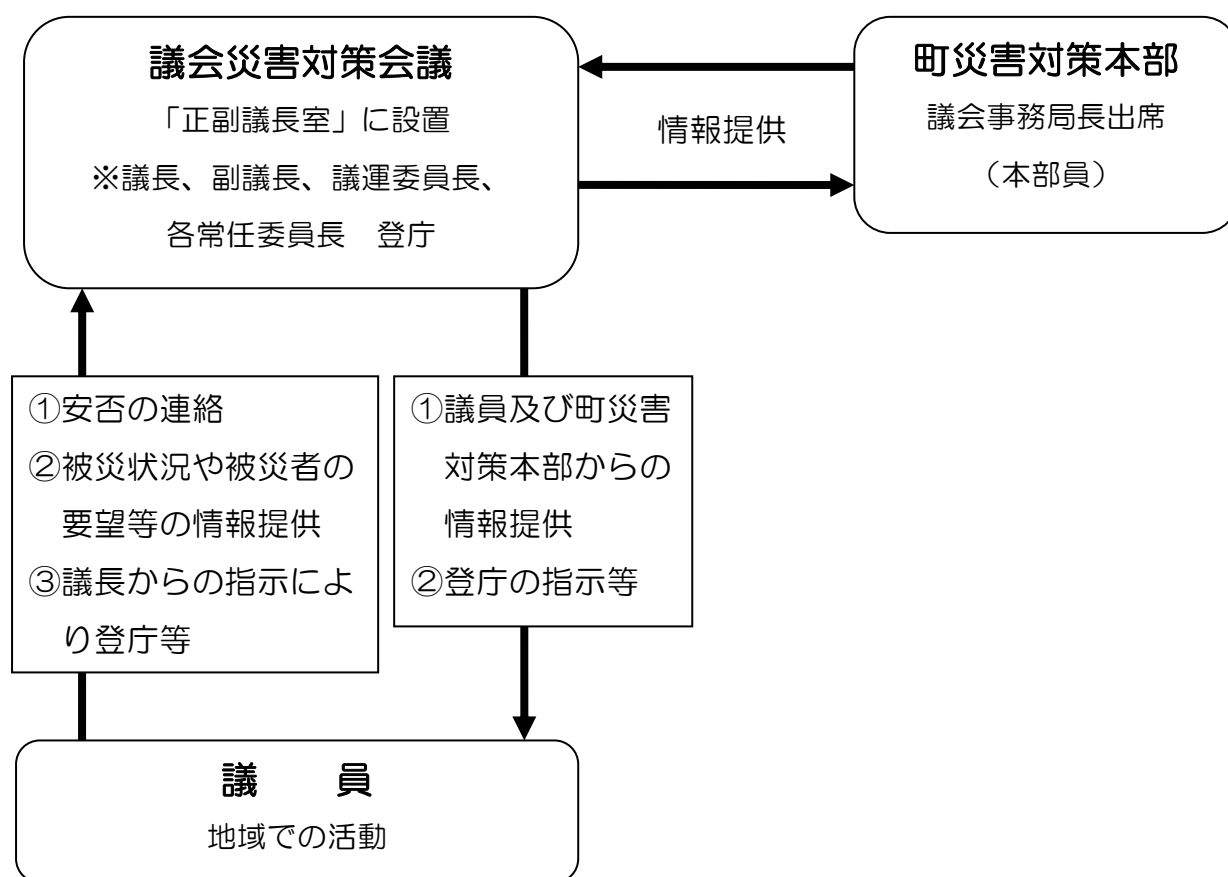 議会災害対策会議
「正副議長室」に設置
※議長、副議長、議運委員長、
各常任委員長　登庁
情報提供
町災害対策本部
議会事務局長出席
（本部員）
①安否の連絡
②被災状況や被災者の
要望等の情報提供
③議長からの指示によ
り登庁等
①議員及び町災害
対策本部からの
情報提供
②登庁の指示等
議　　員
地域での活動